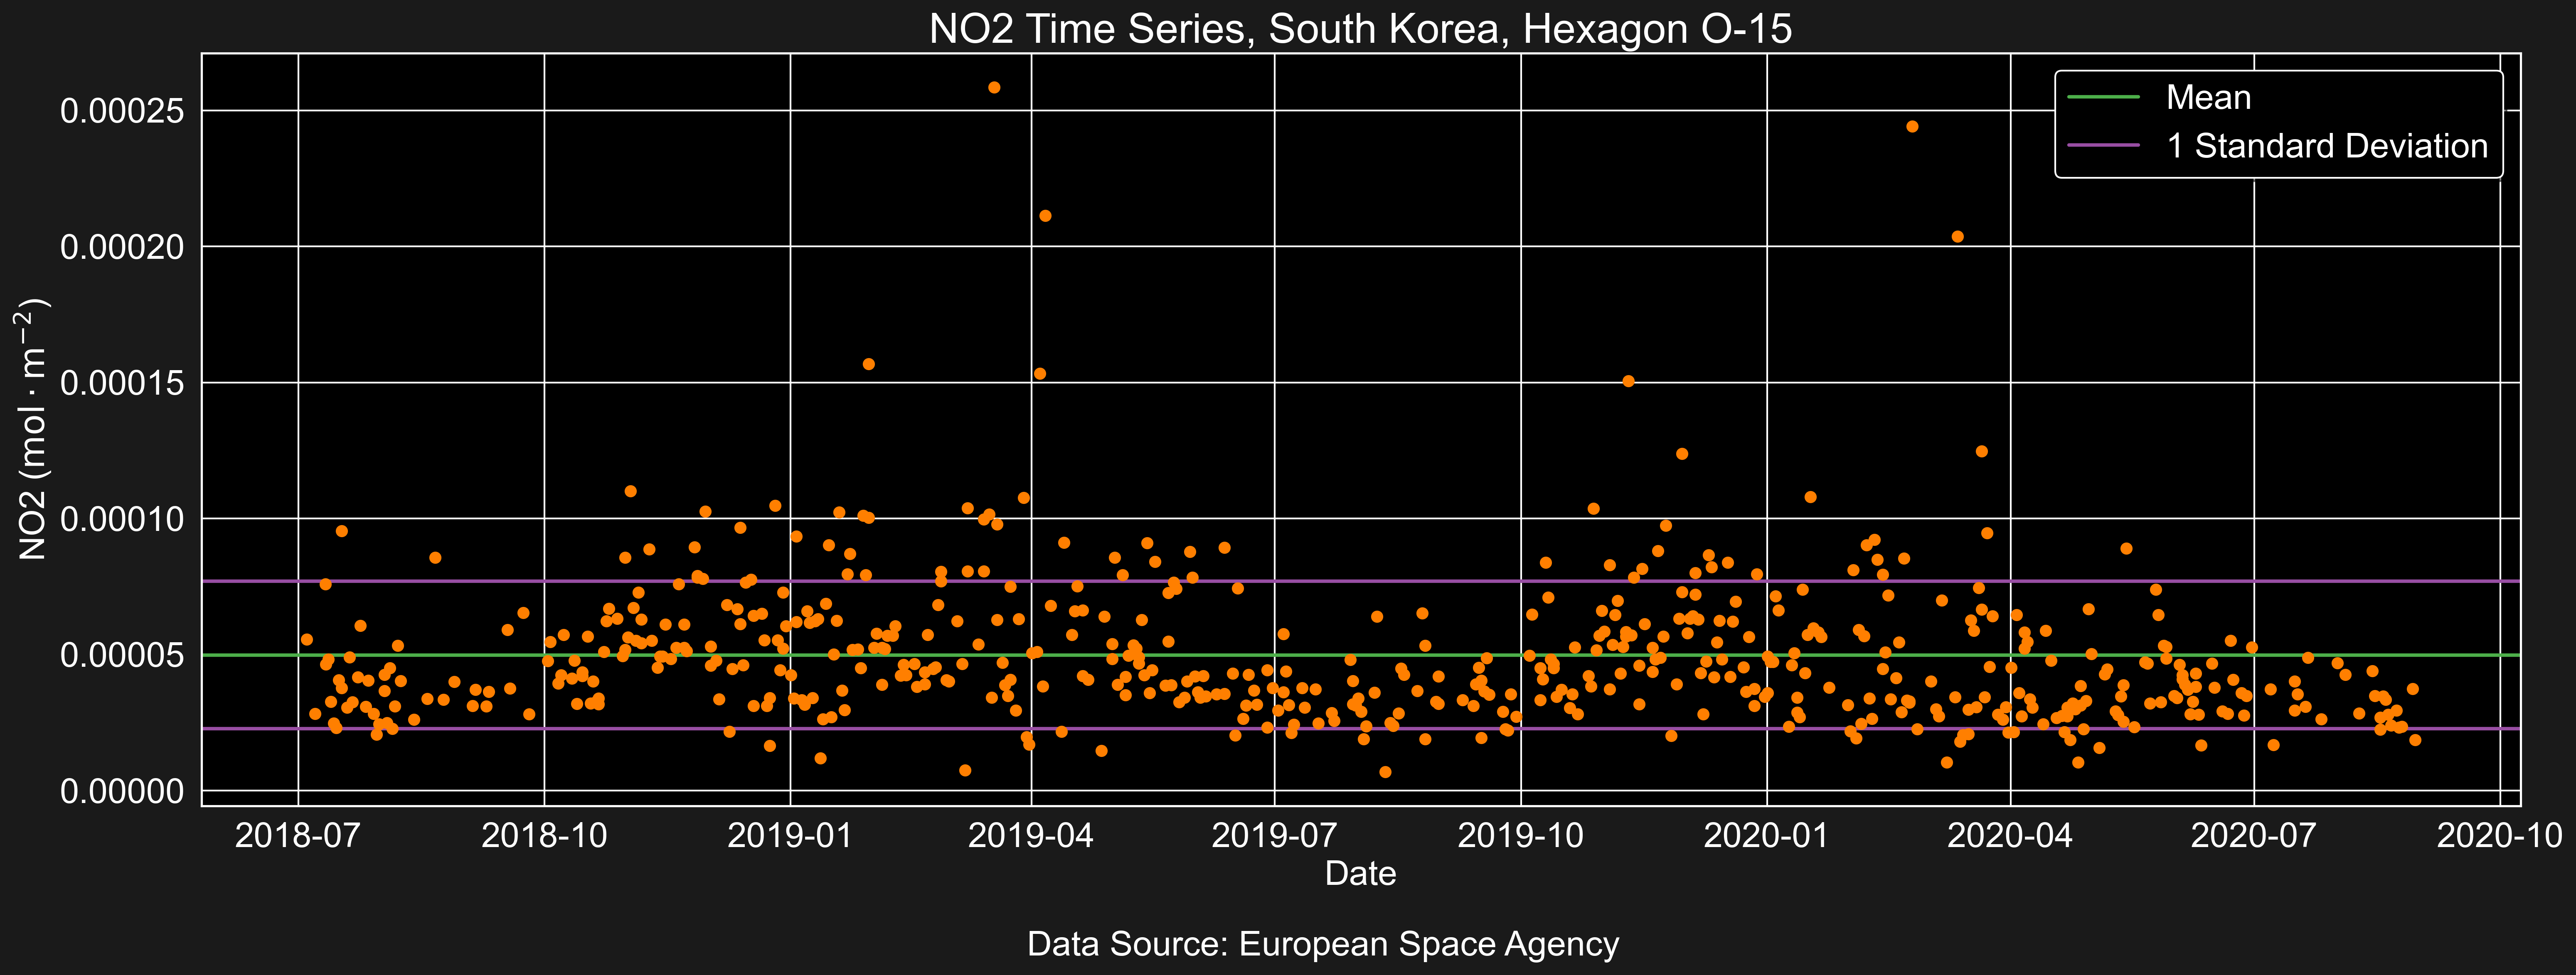 NO2 Time Series, South Korea, Hexagon O-15
Mean
1 Standard Deviation
NO2 (mol · m⁻²)
0.00025
0.00020
0.00015
0.00010
0.00005
0.00000
2018-07 2018-10 2019-01 2019-04 2019-07 2019-10 2020-01 2020-04 2020-07 2020-10
Date
Data Source: European Space Agency